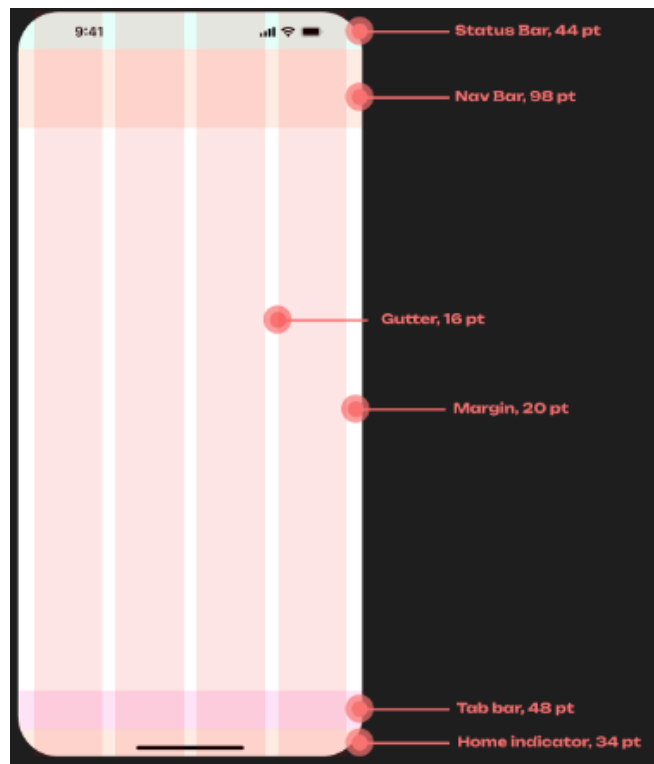 9:41
Status Bar, 44 pt
Nav Bar, 98 pt
Gutter, 16 pt
Margin, 20 pt
Tab bar, 48 pt
Home indicator, 34 pt